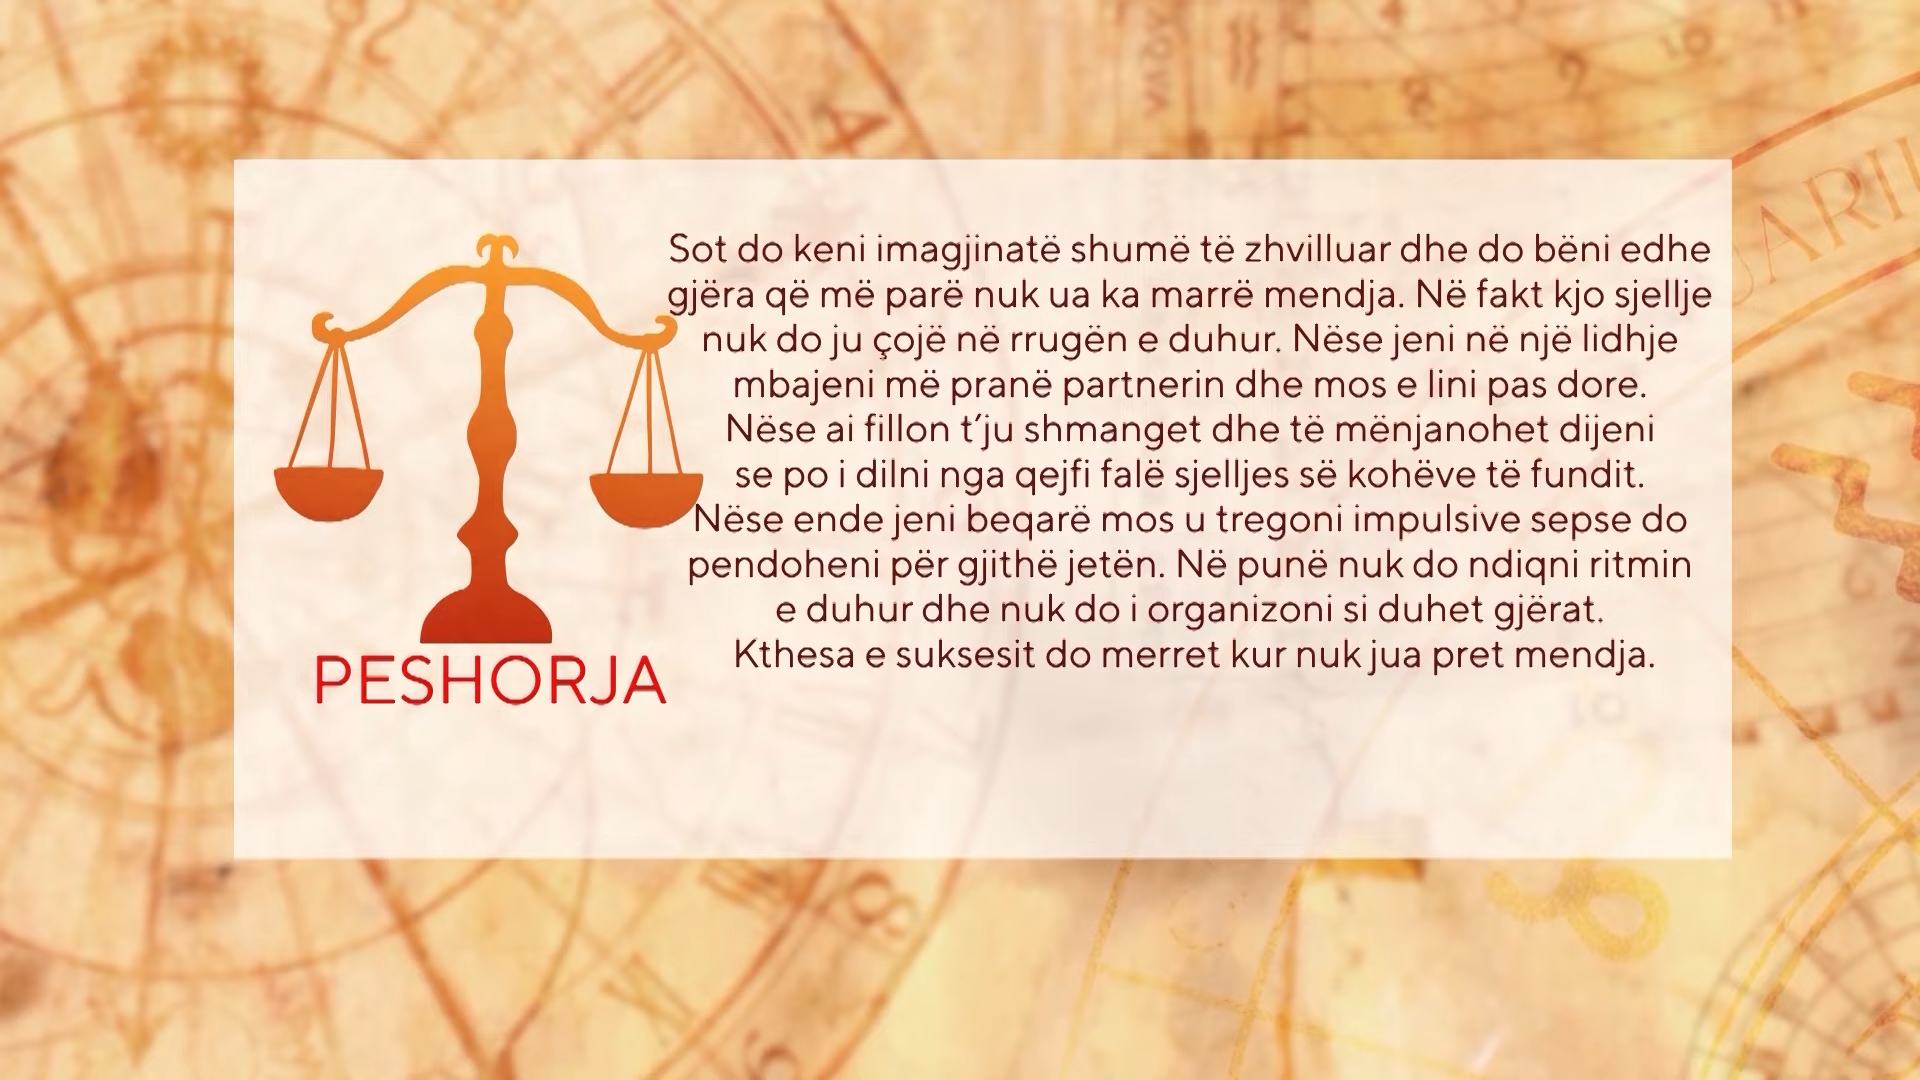 Sot do keni imagjinatë shumë të zhvilluar dhe do bëni edhe
gjëra që më parë nuk ua ka marrë mendja. Në fakt kjo sjellje
nuk do ju çojë në rrugën e duhur. Nëse jeni në një lidhje
mbajeni më pranë partnerin dhe mos e lini pas dore.
Nëse ai fillon t’ju shmanget dhe të mënjanohet dijeni
se po i dilni nga qejfi falë sjelljes së kohëve të fundit.
Nëse ende jeni beqarë mos u tregoni impulsive sepse do
pendoheni për gjithë jetën. Në punë nuk do ndiqni ritmin
e duhur dhe nuk do i organizoni si duhet gjërat.
Kthesa e suksesit do merret kur nuk jua pret mendja.
PESHORJA